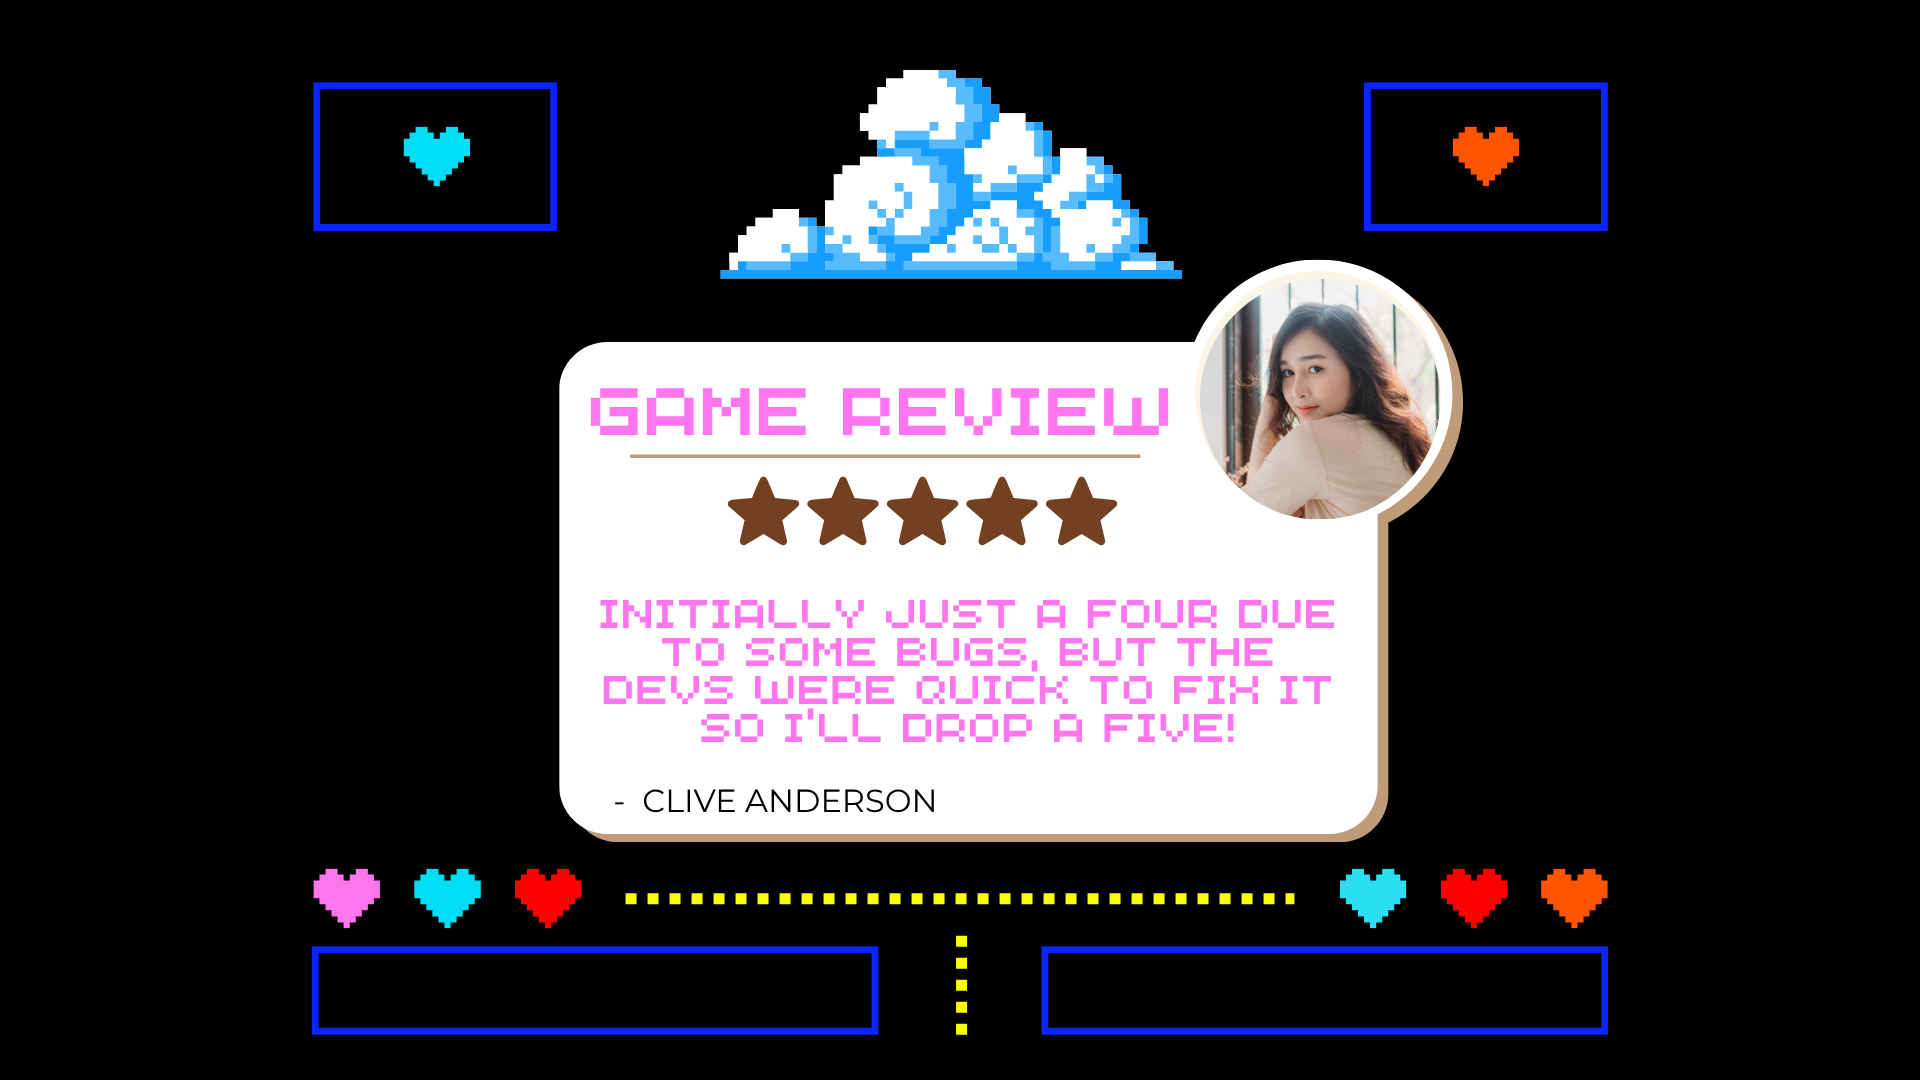 GAME REVIEW
INITIALLY JUST A FOUR DUE
TO SOME BUGS, BUT THE
DEVS WERE QUICK TO FIX IT
SO I'LL DROP A FIVE!
- CLIVE ANDERSON